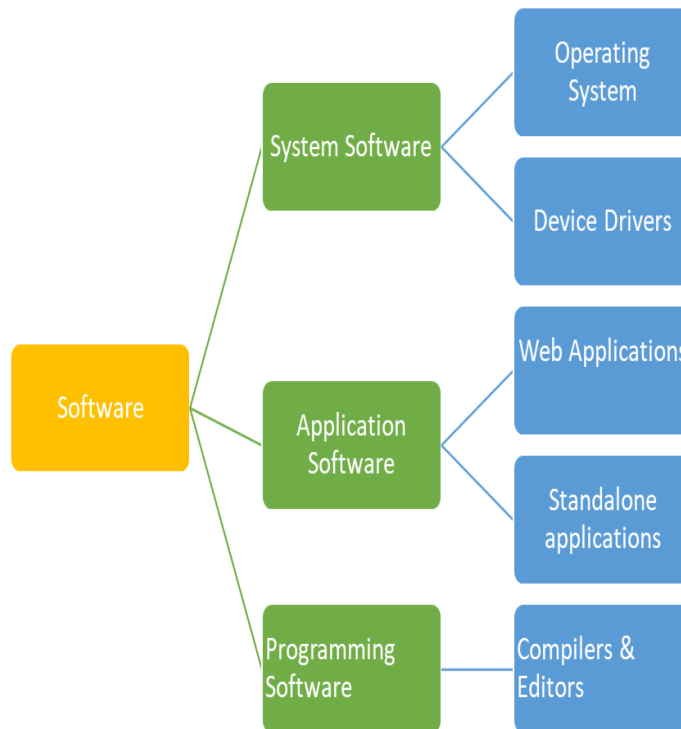 Operating
System
System Software
Device Drivers
Web Applications
Software
Application
Software
Standalone
applications
Programming
Software
Compilers &
Editors